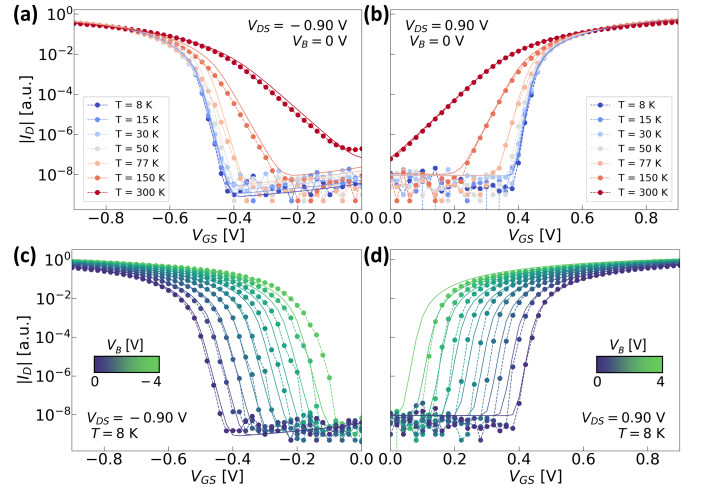 (a)
V_DS = − 0.90 V
V_B = 0 V
|I_D| [a.u.]
10^0
10^−2
10^−4
10^−6
10^−8
T = 8 K
T = 15 K
T = 30 K
T = 50 K
T = 77 K
T = 150 K
T = 300 K
−0.8 −0.6 −0.4 −0.2 0.0
V_GS [V]
(b)
V_DS = 0.90 V
V_B = 0 V
T = 8 K
T = 15 K
T = 30 K
T = 50 K
T = 77 K
T = 150 K
T = 300 K
0.0 0.2 0.4 0.6 0.8
V_GS [V]
(c)
|I_D| [a.u.]
10^0
10^−2
10^−4
10^−6
10^−8
V_B [V]
0 −4
V_DS = − 0.90 V
T = 8 K
−0.8 −0.6 −0.4 −0.2 0.0
V_GS [V]
(d)
V_B [V]
0 4
V_DS = 0.90 V
T = 8 K
0.0 0.2 0.4 0.6 0.8
V_GS [V]